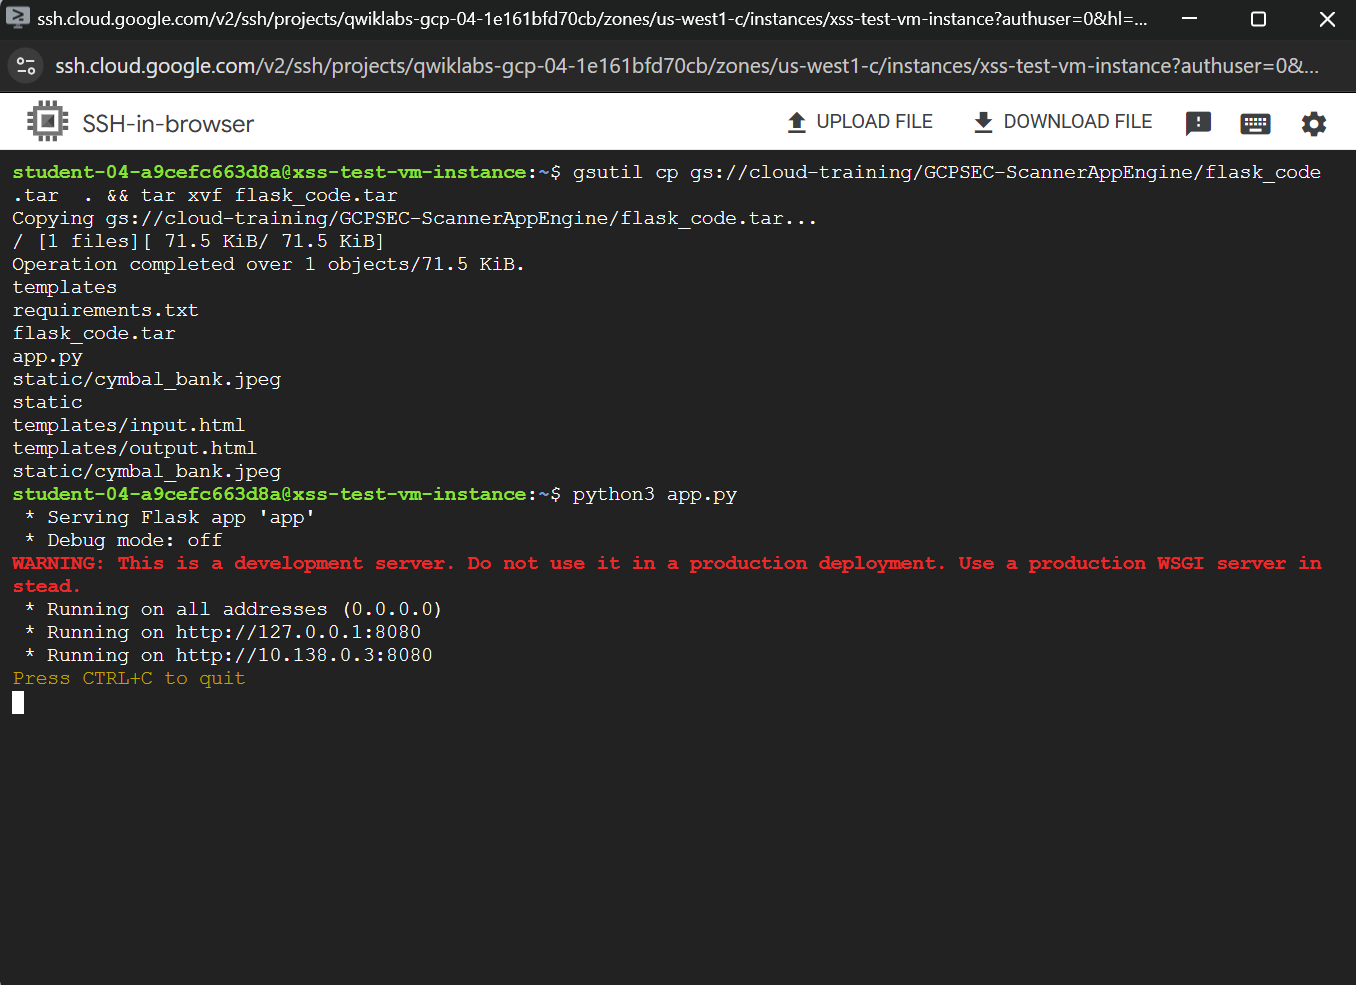 ssh.cloud.google.com/v2/ssh/projects/qwiklabs-gcp-04-1e161bfd70cb/zones/us-west1-c/instances/xss-test-vm-instance?authuser=0&hl=...
ssh.cloud.google.com/v2/ssh/projects/qwiklabs-gcp-04-1e161bfd70cb/zones/us-west1-c/instances/xss-test-vm-instance?authuser=0&...
SSH-in-browser UPLOAD FILE DOWNLOAD FILE
student-04-a9cefc663d8a@xss-test-vm-instance:~$ gsutil cp gs://cloud-training/GCPSEC-ScannerAppEngine/flask_code
.tar  . && tar xvf flask_code.tar
Copying gs://cloud-training/GCPSEC-ScannerAppEngine/flask_code.tar...
/ [1 files][ 71.5 KiB/ 71.5 KiB]
Operation completed over 1 objects/71.5 KiB.
templates
requirements.txt
flask_code.tar
app.py
static/cymbal_bank.jpeg
static
templates/input.html
templates/output.html
static/cymbal_bank.jpeg
student-04-a9cefc663d8a@xss-test-vm-instance:~$ python3 app.py
 * Serving Flask app 'app'
 * Debug mode: off
WARNING: This is a development server. Do not use it in a production deployment. Use a production WSGI server in
stead.
 * Running on all addresses (0.0.0.0)
 * Running on http://127.0.0.1:8080
 * Running on http://10.138.0.3:8080
Press CTRL+C to quit